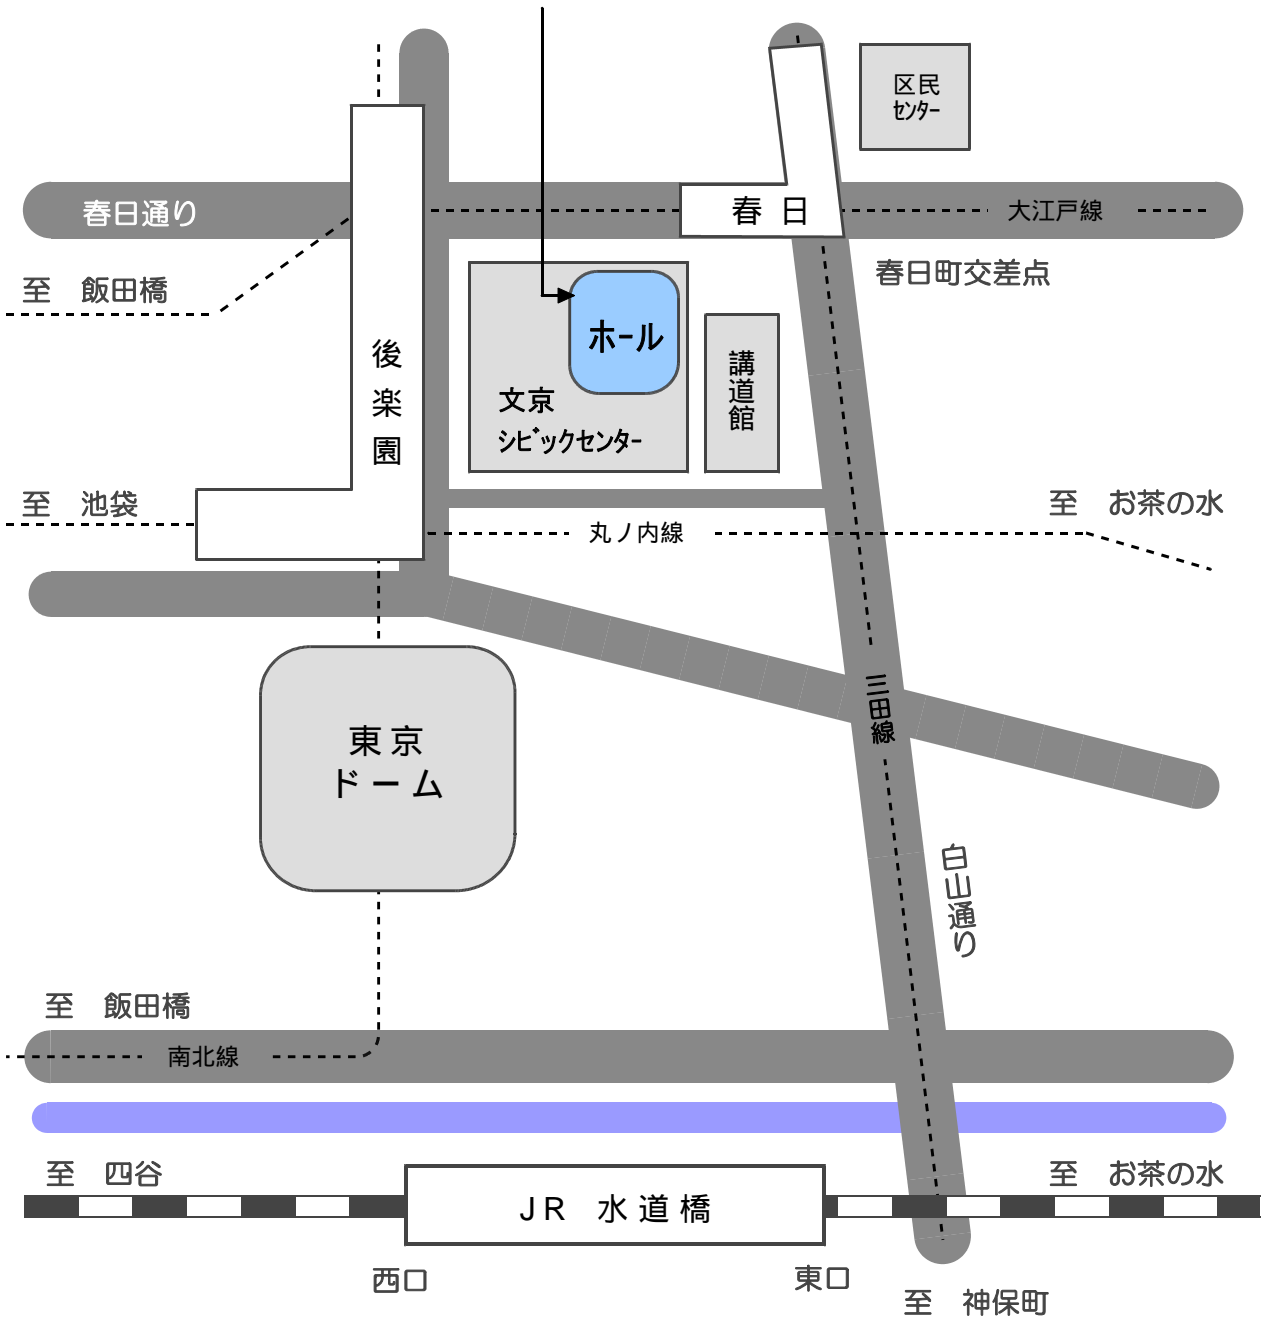 区民
センター
春日通り
春 日
大江戸線
春日町交差点
至　飯田橋
ホール
後楽園
講道館
文京
シビックセンター
至　池袋
至　お茶の水
丸ノ内線
三田線
東京
ドーム
白山通り
至　飯田橋
南北線
至　四谷
至　お茶の水
JR 水道橋
西口
東口
至　神保町